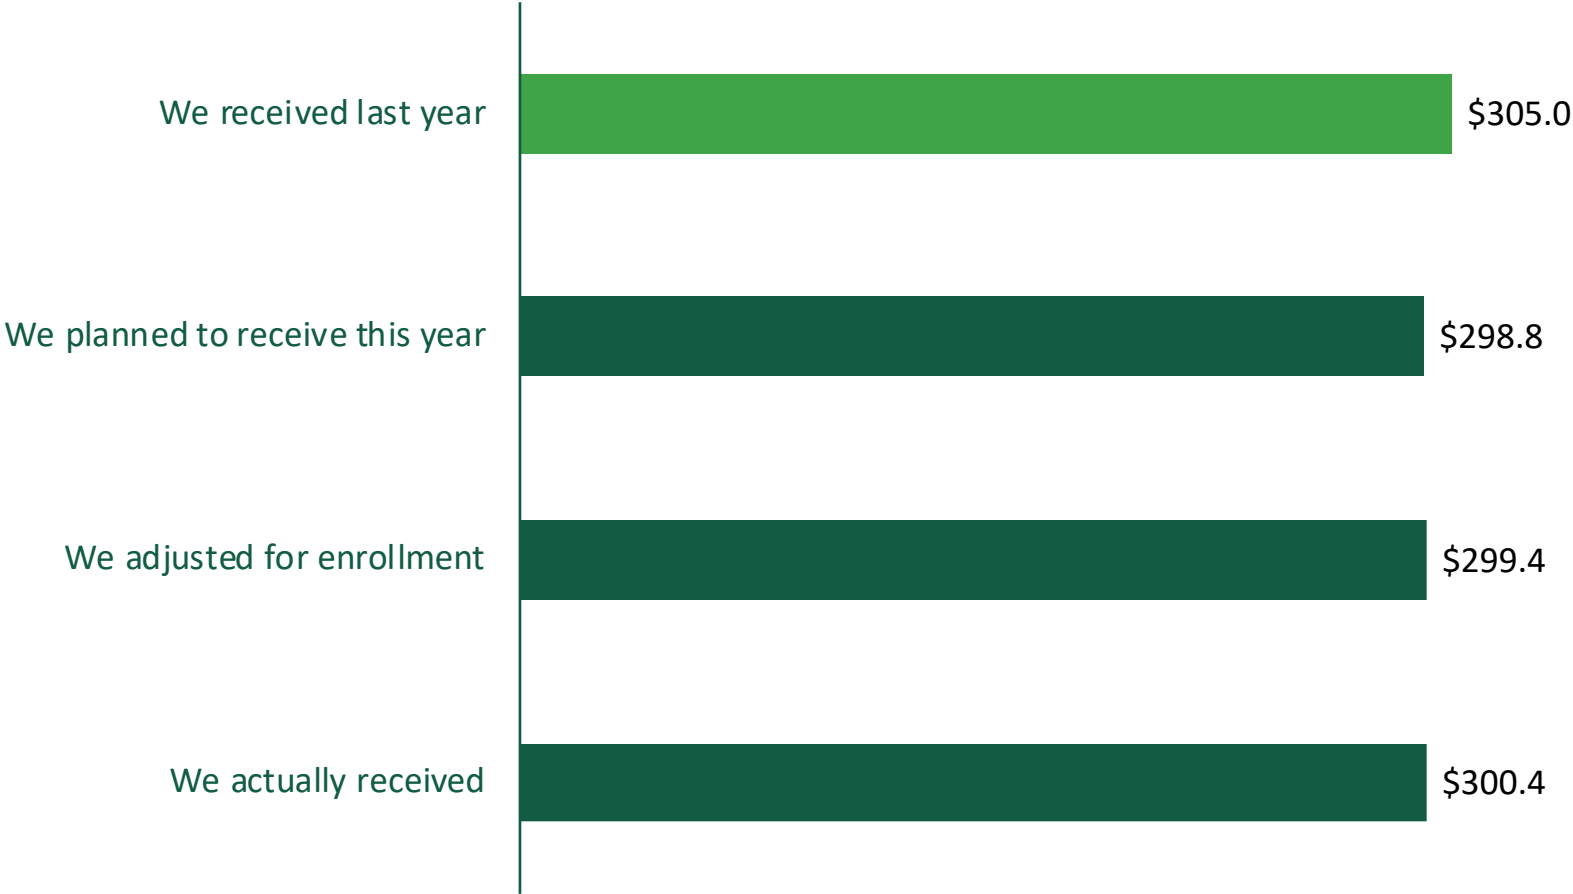 We received last year $305.0
We planned to receive this year $298.8
We adjusted for enrollment $299.4
We actually received $300.4